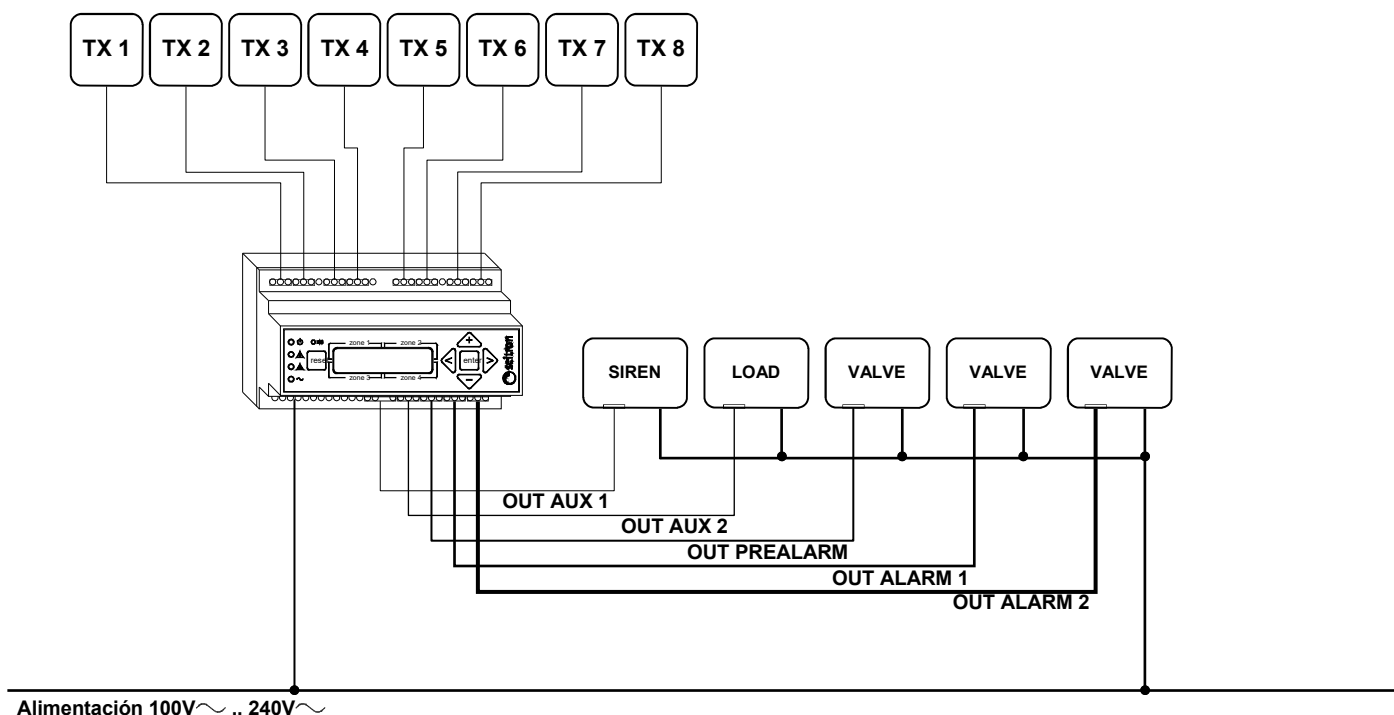 TX 1 TX 2 TX 3 TX 4 TX 5 TX 6 TX 7 TX 8
zone 1 zone 2
reset enter
zone 3 zone 4
seitron
SIREN LOAD VALVE VALVE VALVE
OUT AUX 1
OUT AUX 2
OUT PREALARM
OUT ALARM 1
OUT ALARM 2
Alimentación 100V~ .. 240V~